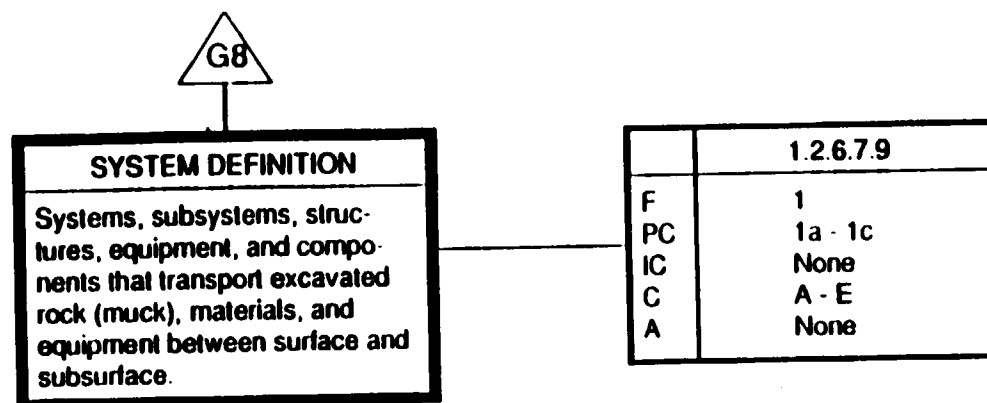 G8
SYSTEM DEFINITION
Systems, subsystems, struc-
tures, equipment, and compo-
nents that transport excavated
rock (muck), materials, and
equipment between surface and
subsurface.
1.2.6.7.9
F 1
PC 1a - 1c
IC None
C A - E
A None